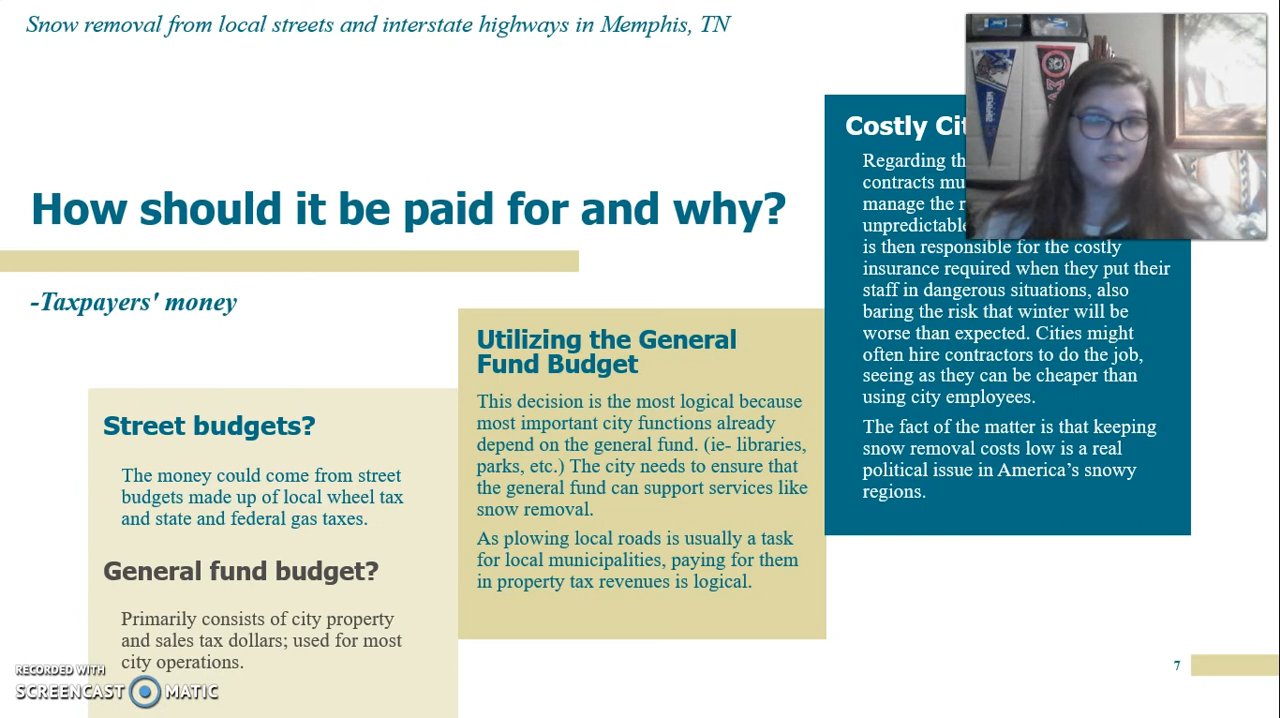 Snow removal from local streets and interstate highways in Memphis, TN
How should it be paid for and why?
-Taxpayers' money
Street budgets?
The money could come from street
budgets made up of local wheel tax
and state and federal gas taxes.
General fund budget?
Primarily consists of city property
and sales tax dollars; used for most
city operations.
Utilizing the General
Fund Budget
This decision is the most logical because
most important city functions already
depend on the general fund. (ie- libraries,
parks, etc.) The city needs to ensure that
the general fund can support services like
snow removal.
As plowing local roads is usually a task
for local municipalities, paying for them
in property tax revenues is logical.
Costly
Regarding
contracts
manage the
unpredictable
is then responsible for the costly
insurance required when they put their
staff in dangerous situations, also
baring the risk that winter will be
worse than expected. Cities might
often hire contractors to do the job,
seeing as they can be cheaper than
using city employees.
The fact of the matter is that keeping
snow removal costs low is a real
political issue in America’s snowy
regions.
MEMPHIS
7
RECORDED WITH
SCREENCAST MATIC